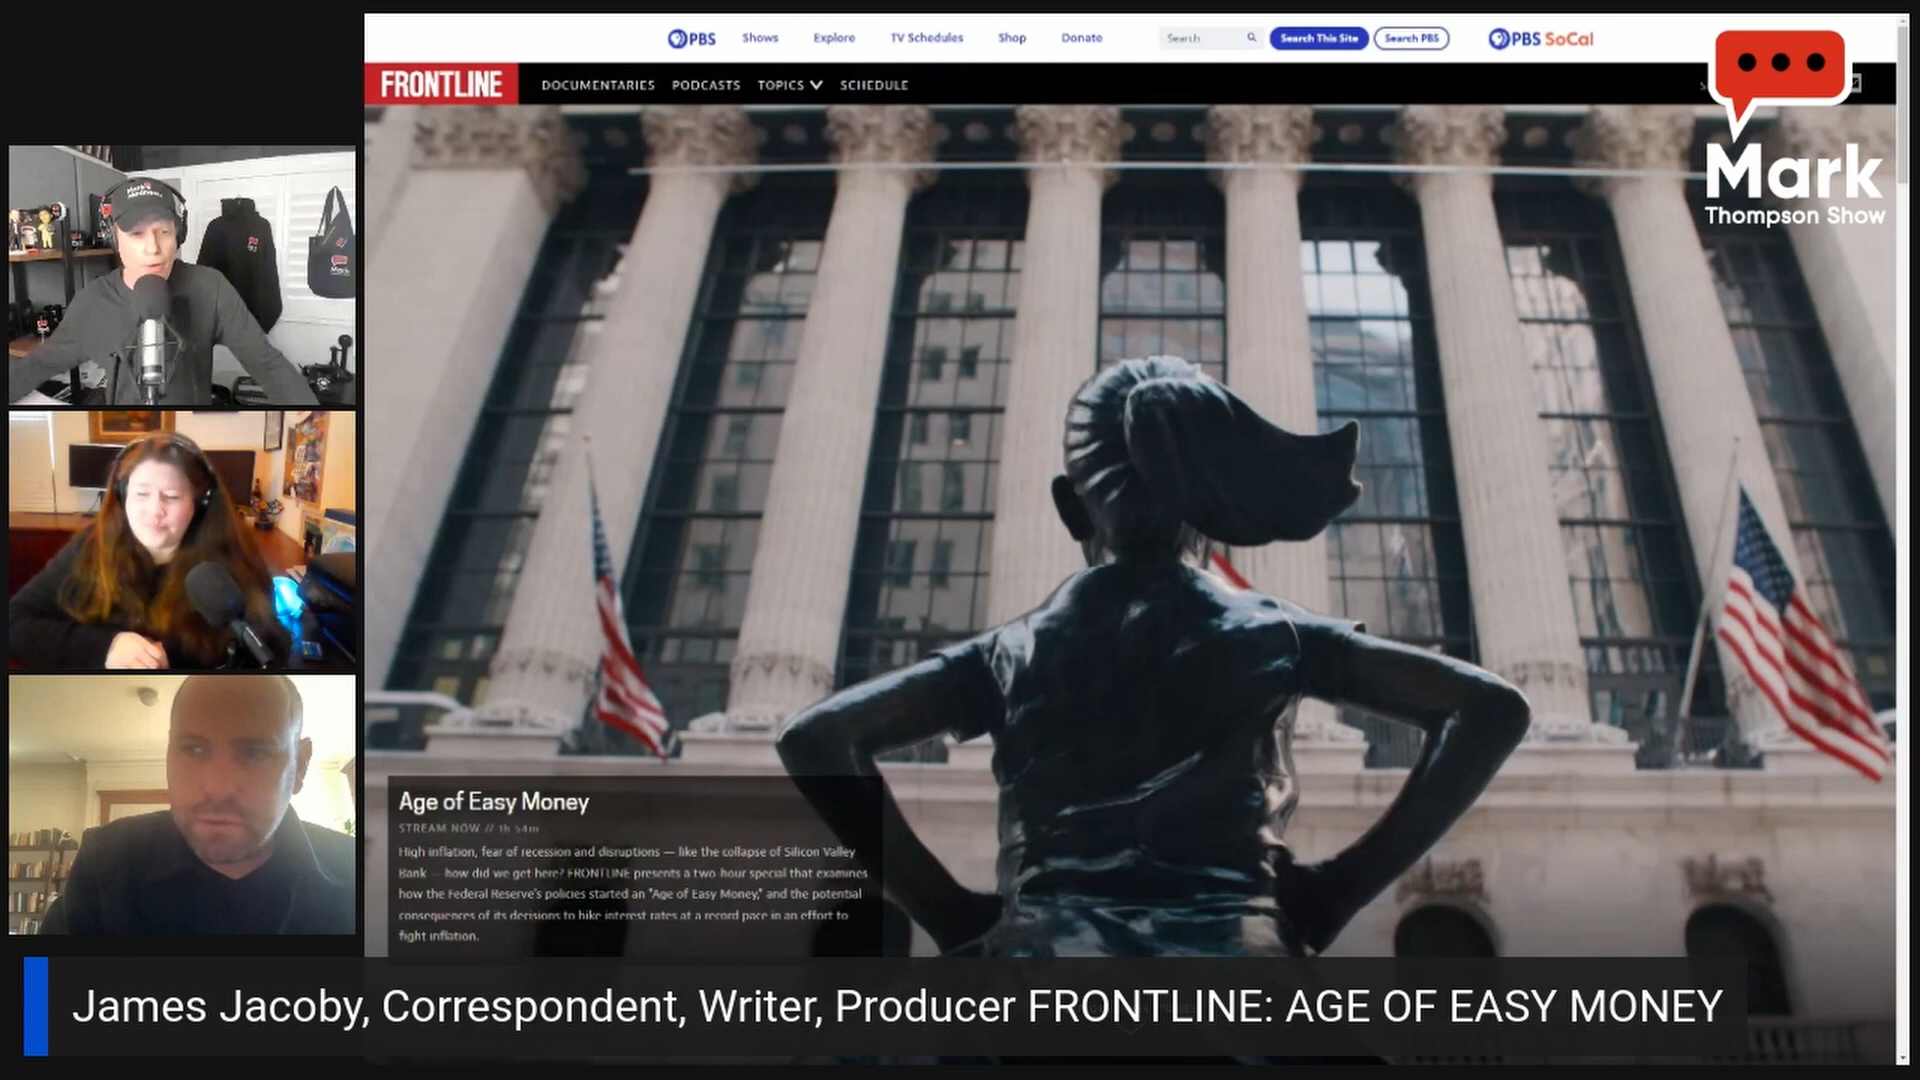 PBS Shows Explore TV Schedules Shop Donate Search Search This Site Search PBS PBS SoCal
FRONTLINE DOCUMENTARIES PODCASTS TOPICS SCHEDULE
Mark
Thompson Show
Age of Easy Money
STREAM NOW // 1h 54m
High inflation, fear of recession and disruptions — like the collapse of Silicon Valley
Bank — how did we get here? FRONTLINE presents a two-hour special that examines
how the Federal Reserve's policies started an "Age of Easy Money," and the potential
consequences of its decisions to hike interest rates at a record pace in an effort to
fight inflation.
James Jacoby, Correspondent, Writer, Producer FRONTLINE: AGE OF EASY MONEY